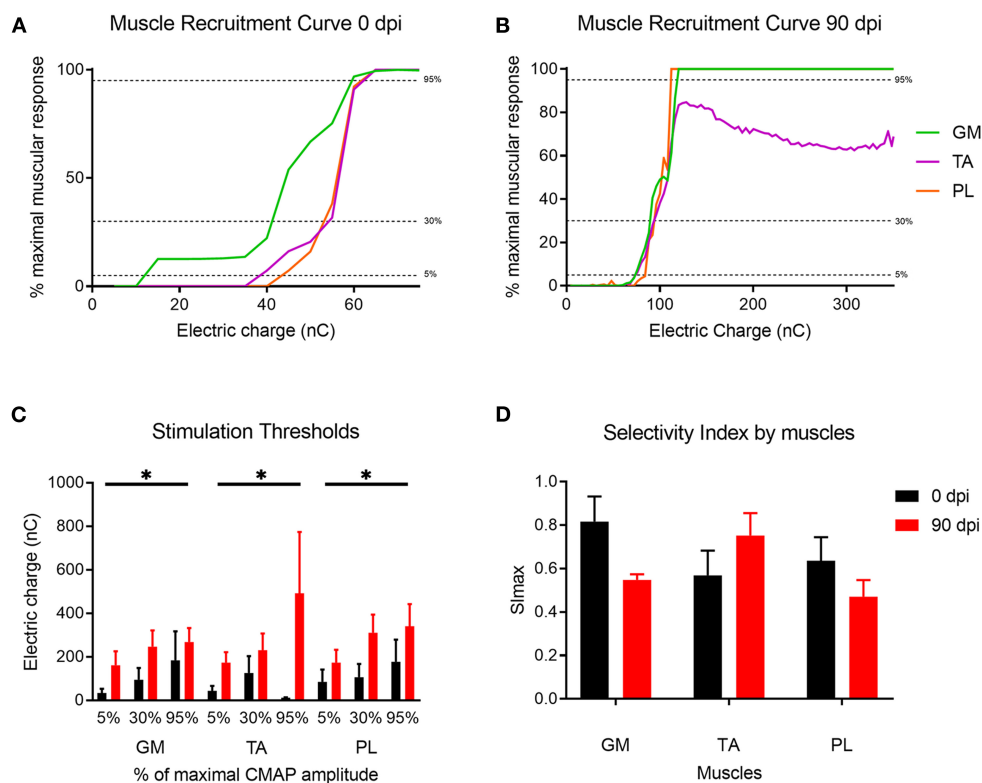 A
Muscle Recruitment Curve 0 dpi
% maximal muscular response
100
50
0
95%
30%
5%
0 20 40 60
Electric charge (nC)
B
Muscle Recruitment Curve 90 dpi
% maximal muscular response
100
80
60
40
20
0
95%
30%
5%
0 100 200 300
Electric Charge (nC)
GM
TA
PL
C
Stimulation Thresholds
Electric charge (nC)
1000
800
600
400
200
0
* * *
5% 30% 95% 5% 30% 95% 5% 30% 95%
GM TA PL
% of maximal CMAP amplitude
D
Selectivity Index by muscles
SImax
1.0
0.8
0.6
0.4
0.2
0.0
GM TA PL
Muscles
0 dpi
90 dpi